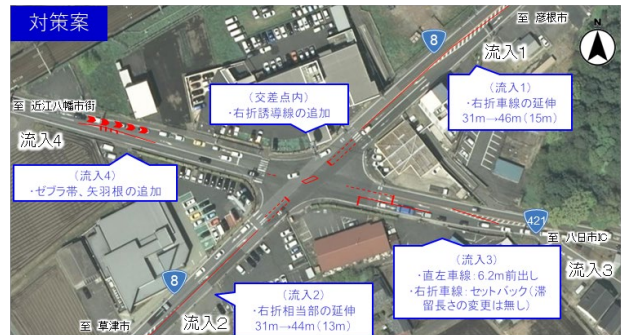 対策案
至 彦根市
N
8
流入1
(流入1)
・右折車線の延伸
31m→46m(15m)
(交差点内)
・右折誘導線の追加
至 近江八幡市街
流入4
(流入4)
・ゼブラ帯、矢羽根の追加
421
至 八日市IC
流入3
(流入3)
・直左車線:6.2m前出し
・右折車線:セットバック(滞
留長さの変更は無し)
8
(流入2)
・右折相当部の延伸
31m→44m(13m)
至 草津市
流入2